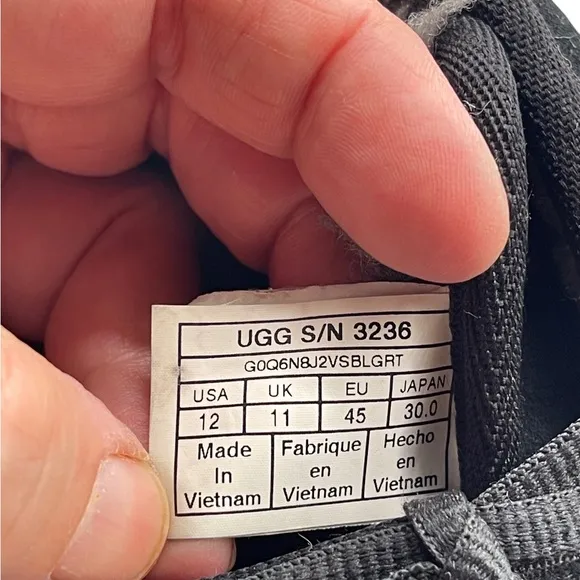 UGG S/N 3236
G0Q6N8J2VSBLGRT
USA UK EU JAPAN
12 11 45 30.0
Made Fabrique Hecho
In en en
Vietnam Vietnam Vietnam